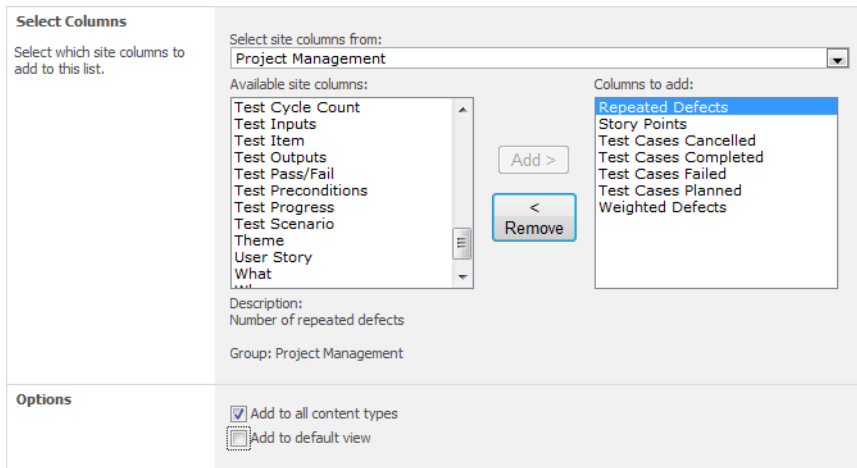 Select Columns
Select which site columns to
add to this list.
Select site columns from:
Project Management
Available site columns:
Test Cycle Count
Test Inputs
Test Item
Test Outputs
Test Pass/Fail
Test Preconditions
Test Progress
Test Scenario
Theme
User Story
What
Add >
<
Remove
Columns to add:
Repeated Defects
Story Points
Test Cases Cancelled
Test Cases Completed
Test Cases Failed
Test Cases Planned
Weighted Defects
Description:
Number of repeated defects
Group: Project Management
Options
Add to all content types
Add to default view